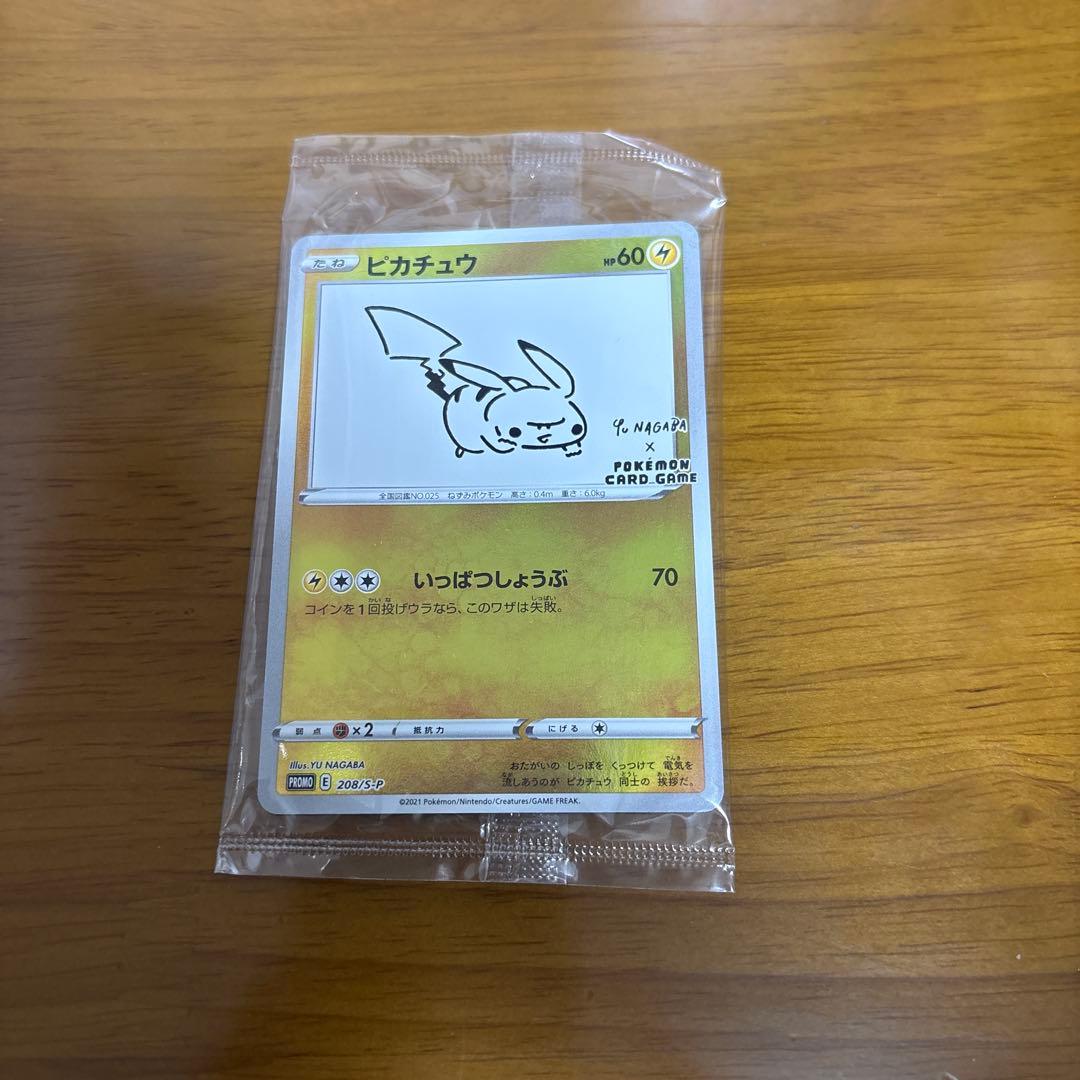 たね ピカチュウ HP60
Yu NAGABA
×
POKÉMON
CARD GAME
全国図鑑NO.025 ねずみポケモン 高さ:0.4m 重さ:6.0kg
いっぱつしょうぶ 70
コインを1回投げウラなら、このワザは失敗。
弱点 ×2 抵抗力 にげる
Illus.YU NAGABA
おたがいの しっぽを くっつけて 電気を
流しあうのが ピカチュウ 同士の 挨拶だ。
PROMO E 208/S-P
©2021 Pokémon/Nintendo/Creatures/GAME FREAK.